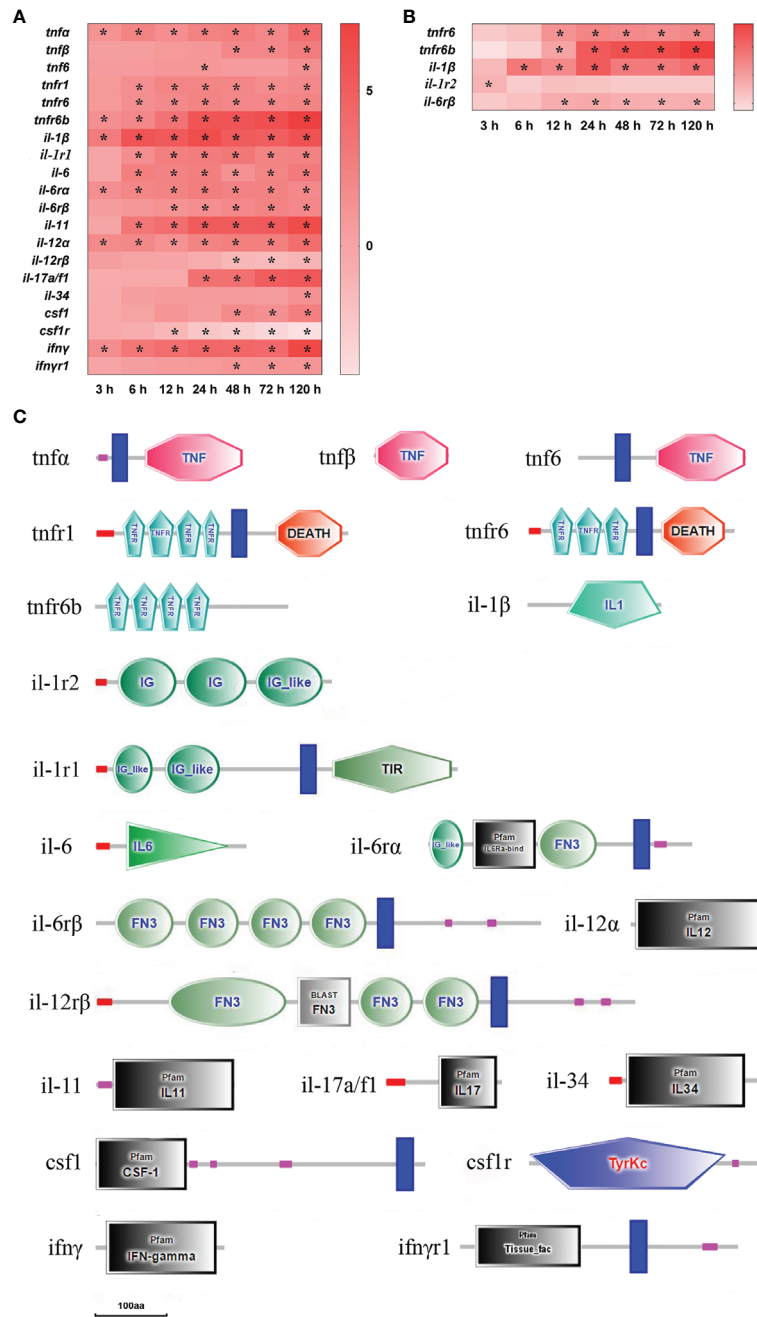 A
tnfα * * * * * * *
tnfβ * * *
tnf6 * *
tnfr1 * * * * * *
tnfr6 * * * * * *
tnfr6b * * * * * * *
il-1β * * * * * * *
il-1r1 * * * * * *
il-6 * * * * * *
il-6rα * * * * * * *
il-6rβ * * * * *
il-11 * * * * * *
il-12α * * * * * * *
il-12rβ * * *
il-17a/f1 * * * *
il-34 *
csf1 * * *
csf1r * * * * *
ifnγ * * * * * * *
ifnγr1 * * *
3 h 6 h 12 h 24 h 48 h 72 h 120 h
5
0
B
tnfr6 * * * * *
tnfr6b * * * * *
il-1β * * * * * *
il-1r2 *
il-6rβ * * * * *
3 h 6 h 12 h 24 h 48 h 72 h 120 h
C
tnfα TNF
tnfβ TNF
tnf6 TNF
tnfr1 TNFR TNFR TNFR TNFR DEATH
tnfr6 TNFR TNFR TNFR DEATH
tnfr6b TNFR TNFR TNFR TNFR
il-1β IL1
il-1r2 IG IG IG_like
il-1r1 IG_like IG_like TIR
il-6 IL6
il-6rα IG_like Pfam IL6Ra-bind FN3
il-6rβ FN3 FN3 FN3 FN3
il-12α Pfam IL12
il-12rβ FN3 BLAST FN3 FN3 FN3
il-11 Pfam IL11
il-17a/f1 Pfam IL17
il-34 Pfam IL34
csf1 Pfam CSF-1
csf1r TyrKc
ifnγ Pfam IFN-gamma
ifnγr1 Pfam Tissue_fac
100aa